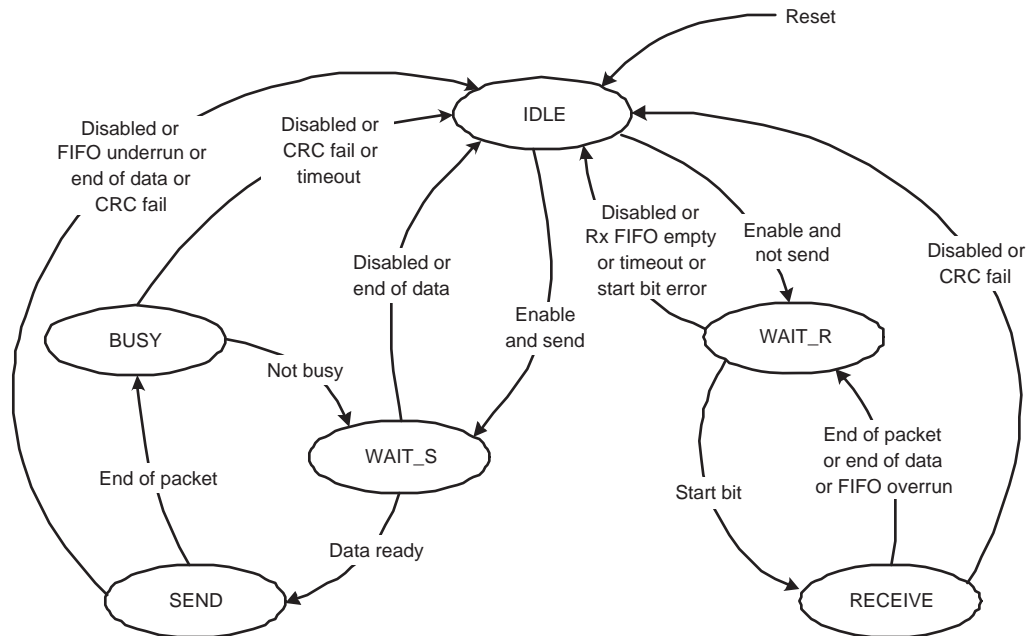 Reset
IDLE
Disabled or
FIFO underrun or
end of data or
CRC fail
Disabled or
CRC fail or
timeout
Disabled or
end of data
Enable
and send
Disabled or
Rx FIFO empty
or timeout or
start bit error
Enable and
not send
Disabled or
CRC fail
BUSY
WAIT_R
Not busy
WAIT_S
End of packet
Data ready
Start bit
End of packet
or end of data
or FIFO overrun
SEND
RECEIVE